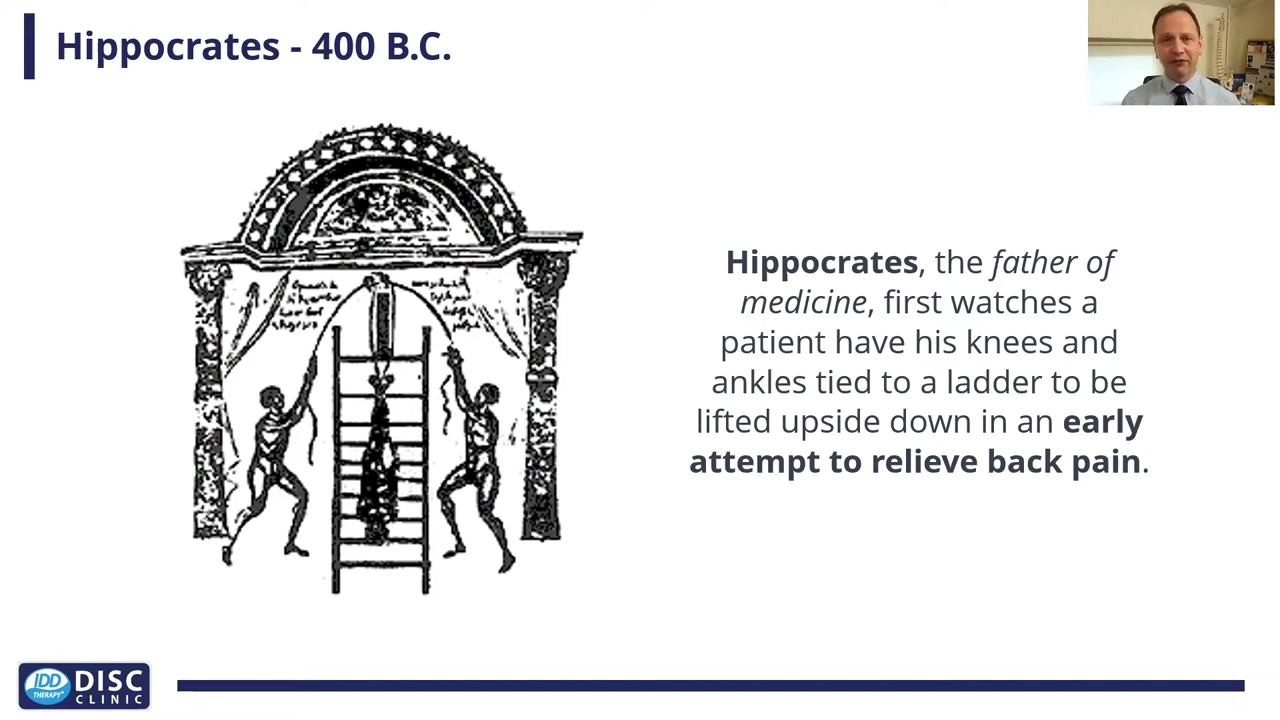 Hippocrates - 400 B.C.
Hippocrates, the father of
medicine, first watches a
patient have his knees and
ankles tied to a ladder to be
lifted upside down in an early
attempt to relieve back pain.
IDD
THERAPY
DISC
CLINIC